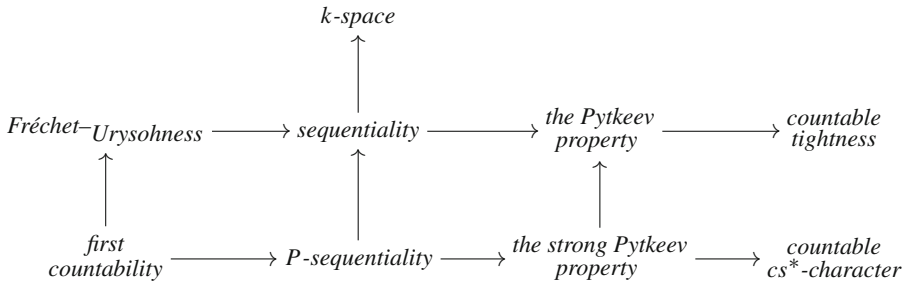 k-space
Fréchet–Urysohness
sequentiality
the Pytkeev
property
countable
tightness
first
countability
P-sequentiality
the strong Pytkeev
property
countable
cs*-character